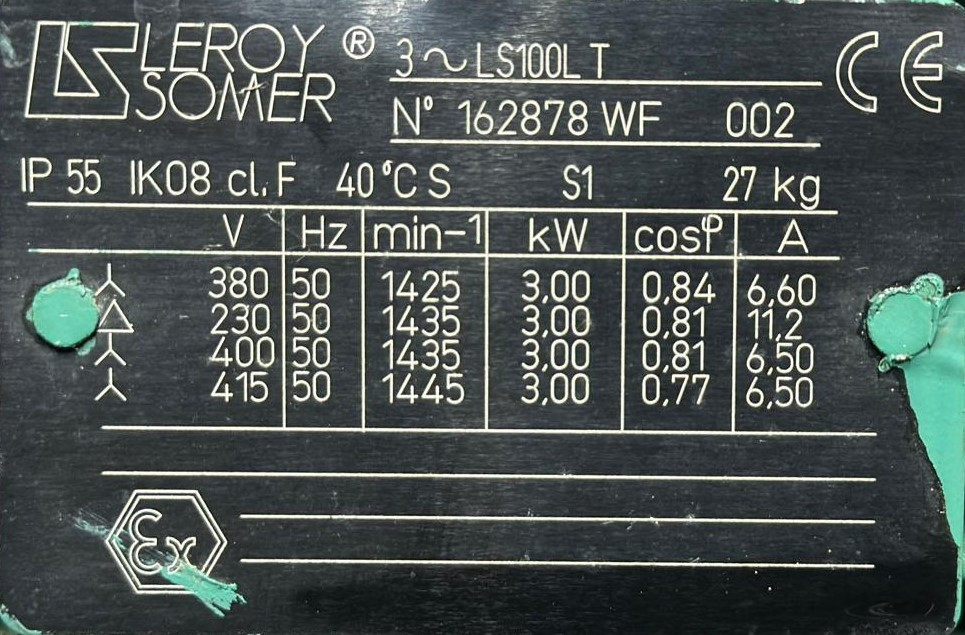 LEROY ® 3~LS100L T CE
SOMER
N° 162878 WF 002
IP 55 IK08 cl. F 40°C S S1 27 kg
V Hz min-1 kW cosφ A
380 50 1425 3,00 0,84 6,60
230 50 1435 3,00 0,81 11,2
400 50 1435 3,00 0,81 6,50
415 50 1445 3,00 0,77 6,50
Ex